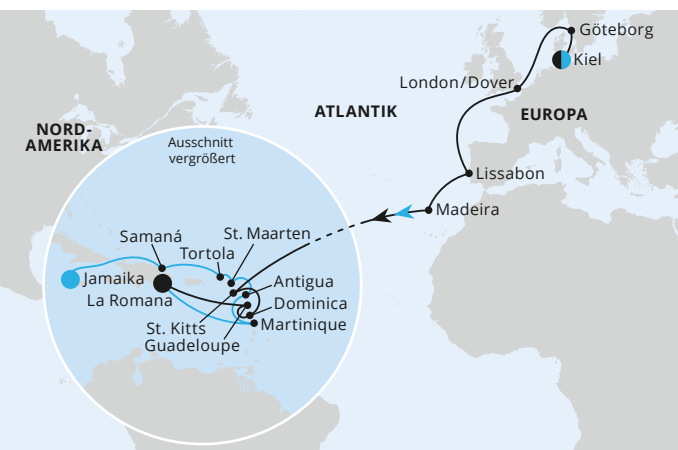 Göteborg
Kiel
London/Dover
ATLANTIK
EUROPA
NORD-
AMERIKA
Ausschnitt
vergrößert
Lissabon
Madeira
Samaná
St. Maarten
Tortola
Jamaika
Antigua
La Romana
Dominica
St. Kitts
Martinique
Guadeloupe